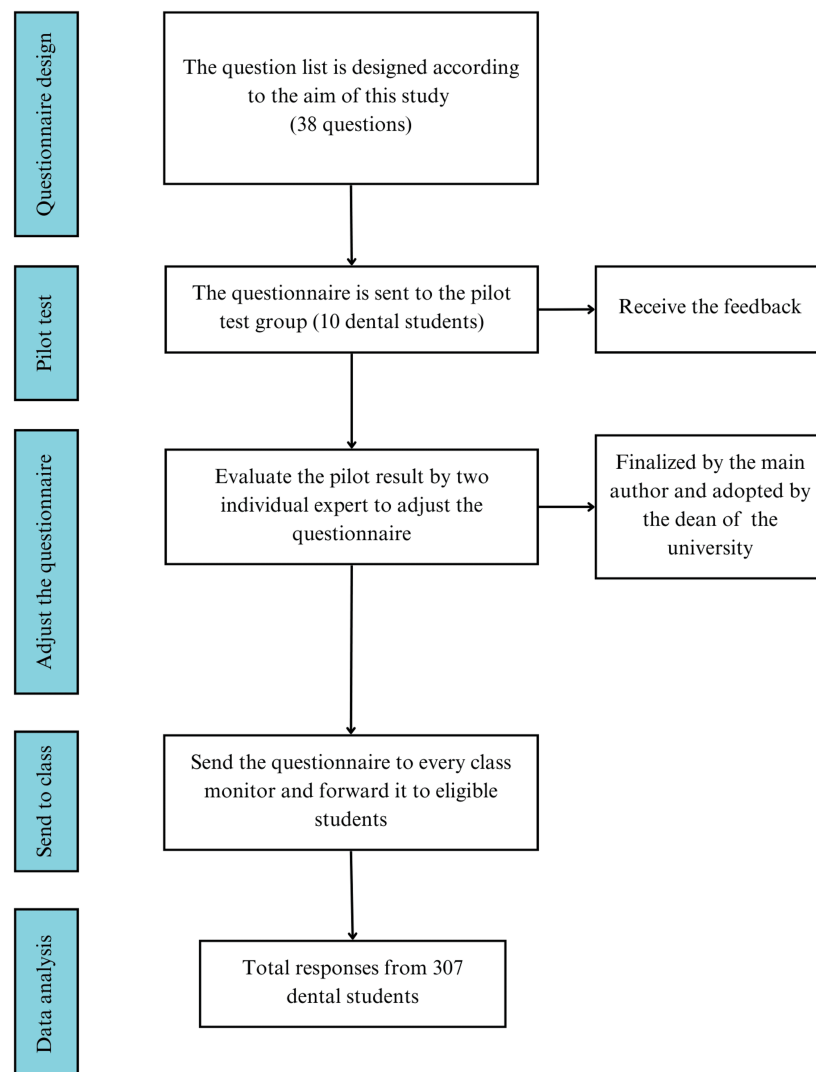 Questionnaire design
The question list is designed according
to the aim of this study
(38 questions)
Pilot test
The questionnaire is sent to the pilot
test group (10 dental students)
Receive the feedback
Adjust the questionnaire
Evaluate the pilot result by two
individual expert to adjust the
questionnaire
Finalized by the main
author and adopted by
the dean of the
university
Send to class
Send the questionnaire to every class
monitor and forward it to eligible
students
Data analysis
Total responses from 307
dental students